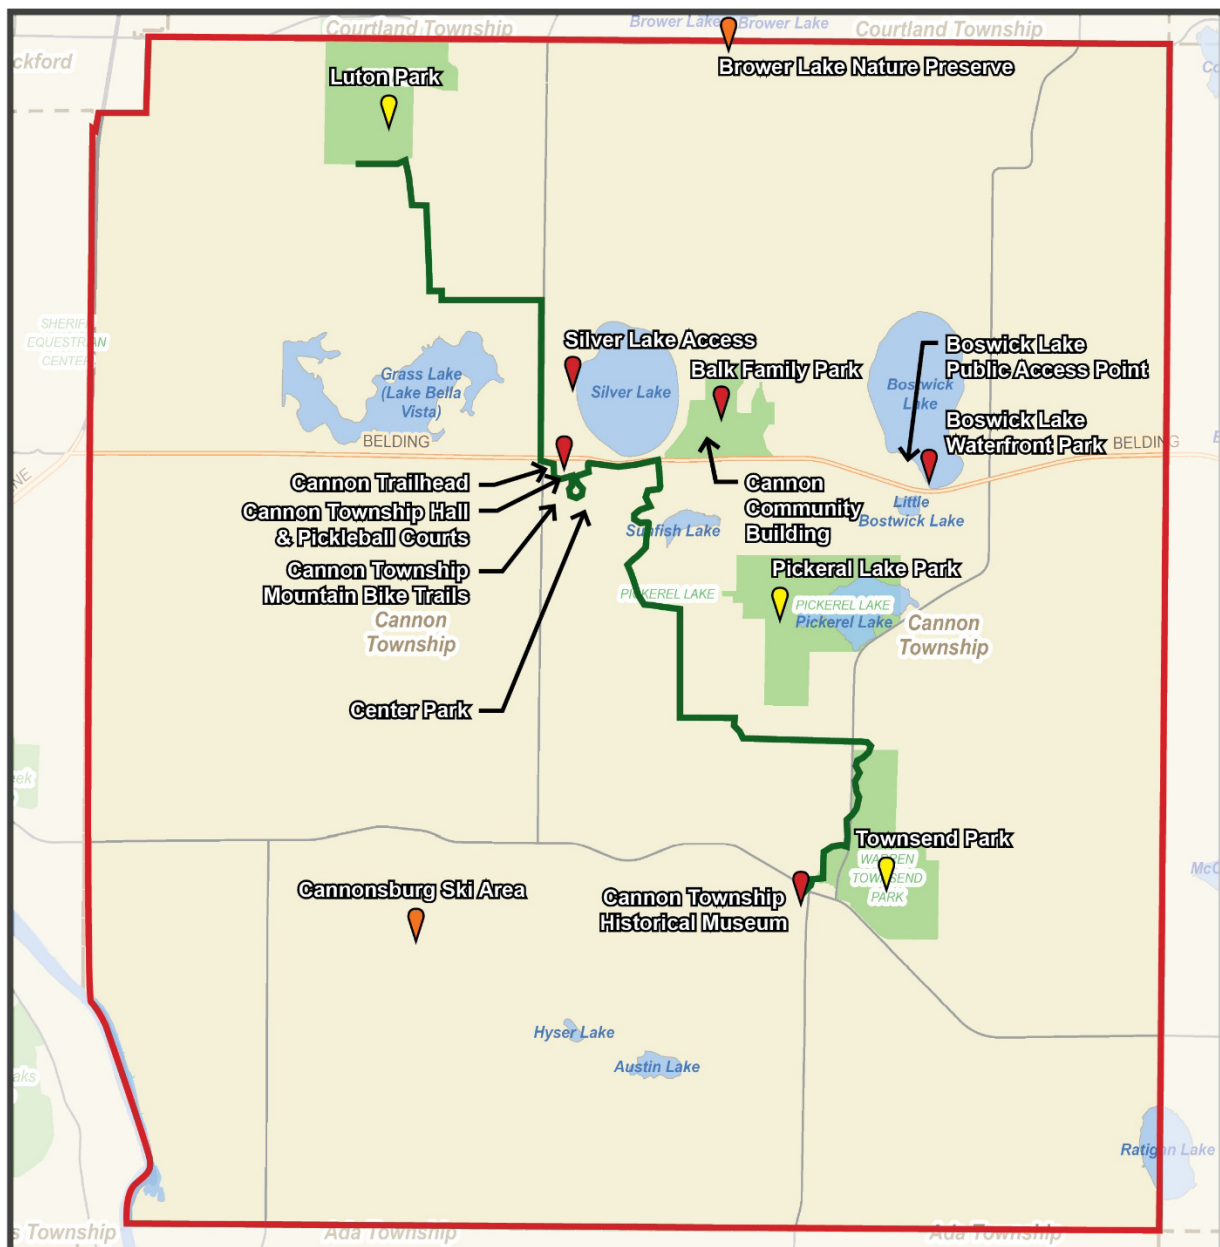 Courtland Township
Brower Lake
Brower Lake
Courtland Township
ckford
Luton Park
Brower Lake Nature Preserve
SHERIFF
EQUESTRIAN
CENTER
Silver Lake Access
Grass Lake
(Lake Bella
Vista)
Silver Lake
Balk Family Park
Bostwick
Lake
Boswick Lake
Public Access Point
Boswick Lake
Waterfront Park
BELDING
BELDING
Cannon Trailhead
Cannon Township Hall
& Pickleball Courts
Cannon Township
Mountain Bike Trails
Cannon
Community
Building
Little
Bostwick Lake
Sunfish Lake
Pickeral Lake Park
PICKEREL LAKE
PICKEREL LAKE
Pickerel Lake
Cannon
Township
Cannon
Township
Center Park
eek
Townsend Park
WARREN
TOWNSEND
PARK
McC
Cannonsburg Ski Area
Cannon Township
Historical Museum
Hyser Lake
Austin Lake
aks
Ratigan Lake
s Township
Ada Township
Ada Township